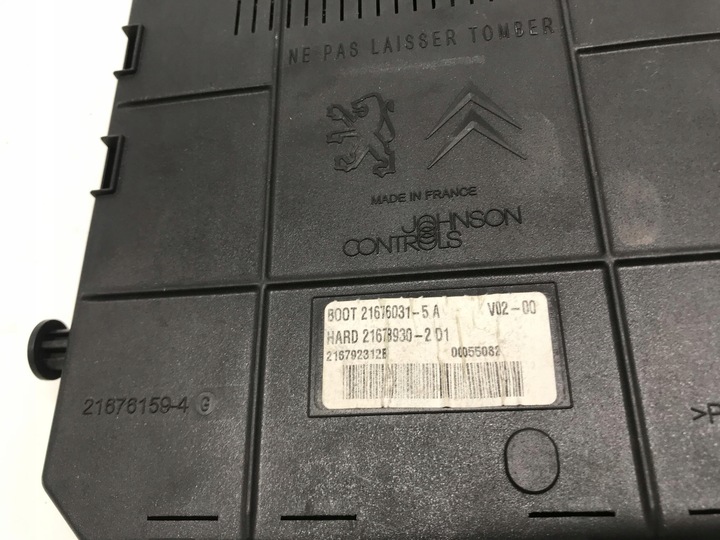 NE PAS LAISSER TOMBER
MADE IN FRANCE
JOHNSON
CONTROLS
BOOT 21676031-5 A V02-00
HARD 21678930-2 01
216792312E 00055082
21676159-4 G
>P